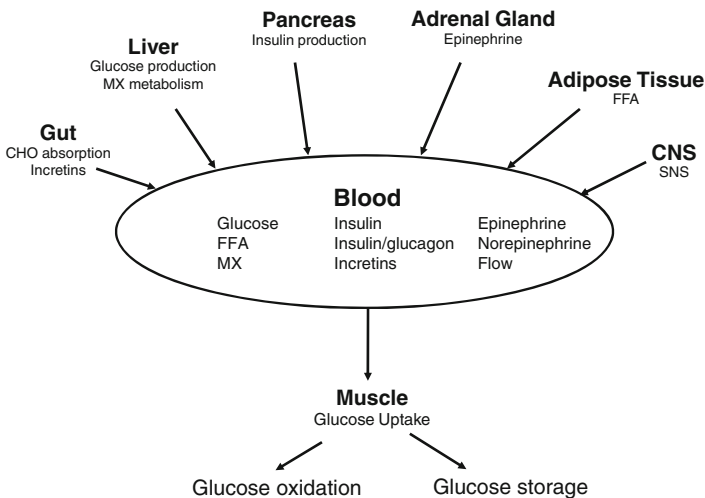 Pancreas
Insulin production
Adrenal Gland
Epinephrine
Liver
Glucose production
MX metabolism
Adipose Tissue
FFA
Gut
CHO absorption
Incretins
CNS
SNS
Blood
Glucose Insulin Epinephrine
FFA Insulin/glucagon Norepinephrine
MX Incretins Flow
Muscle
Glucose Uptake
Glucose oxidation
Glucose storage